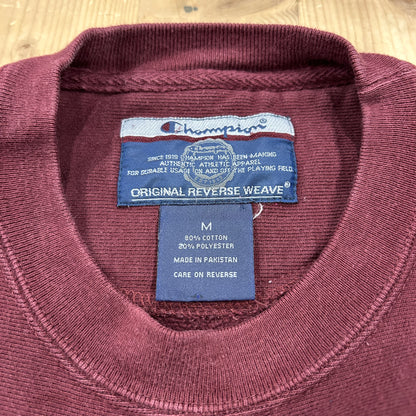 Champion®
SINCE 1919 CHAMPION HAS BEEN MAKING
AUTHENTIC ATHLETIC APPAREL
FOR DURABLE USAGE ON AND OFF THE PLAYING FIELD.
ORIGINAL REVERSE WEAVE®
M
80% COTTON
20% POLYESTER
MADE IN PAKISTAN
CARE ON REVERSE